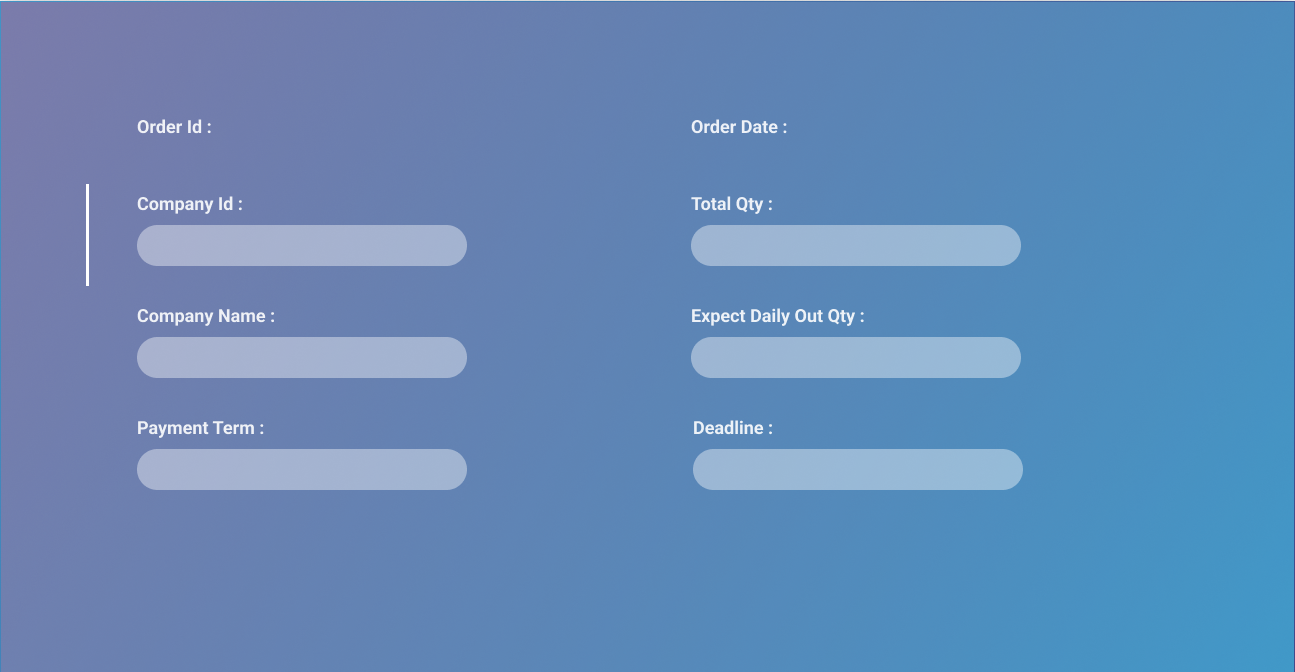 Order Id :
Order Date :
Company Id :
Total Qty :
Company Name :
Expect Daily Out Qty :
Payment Term :
Deadline :